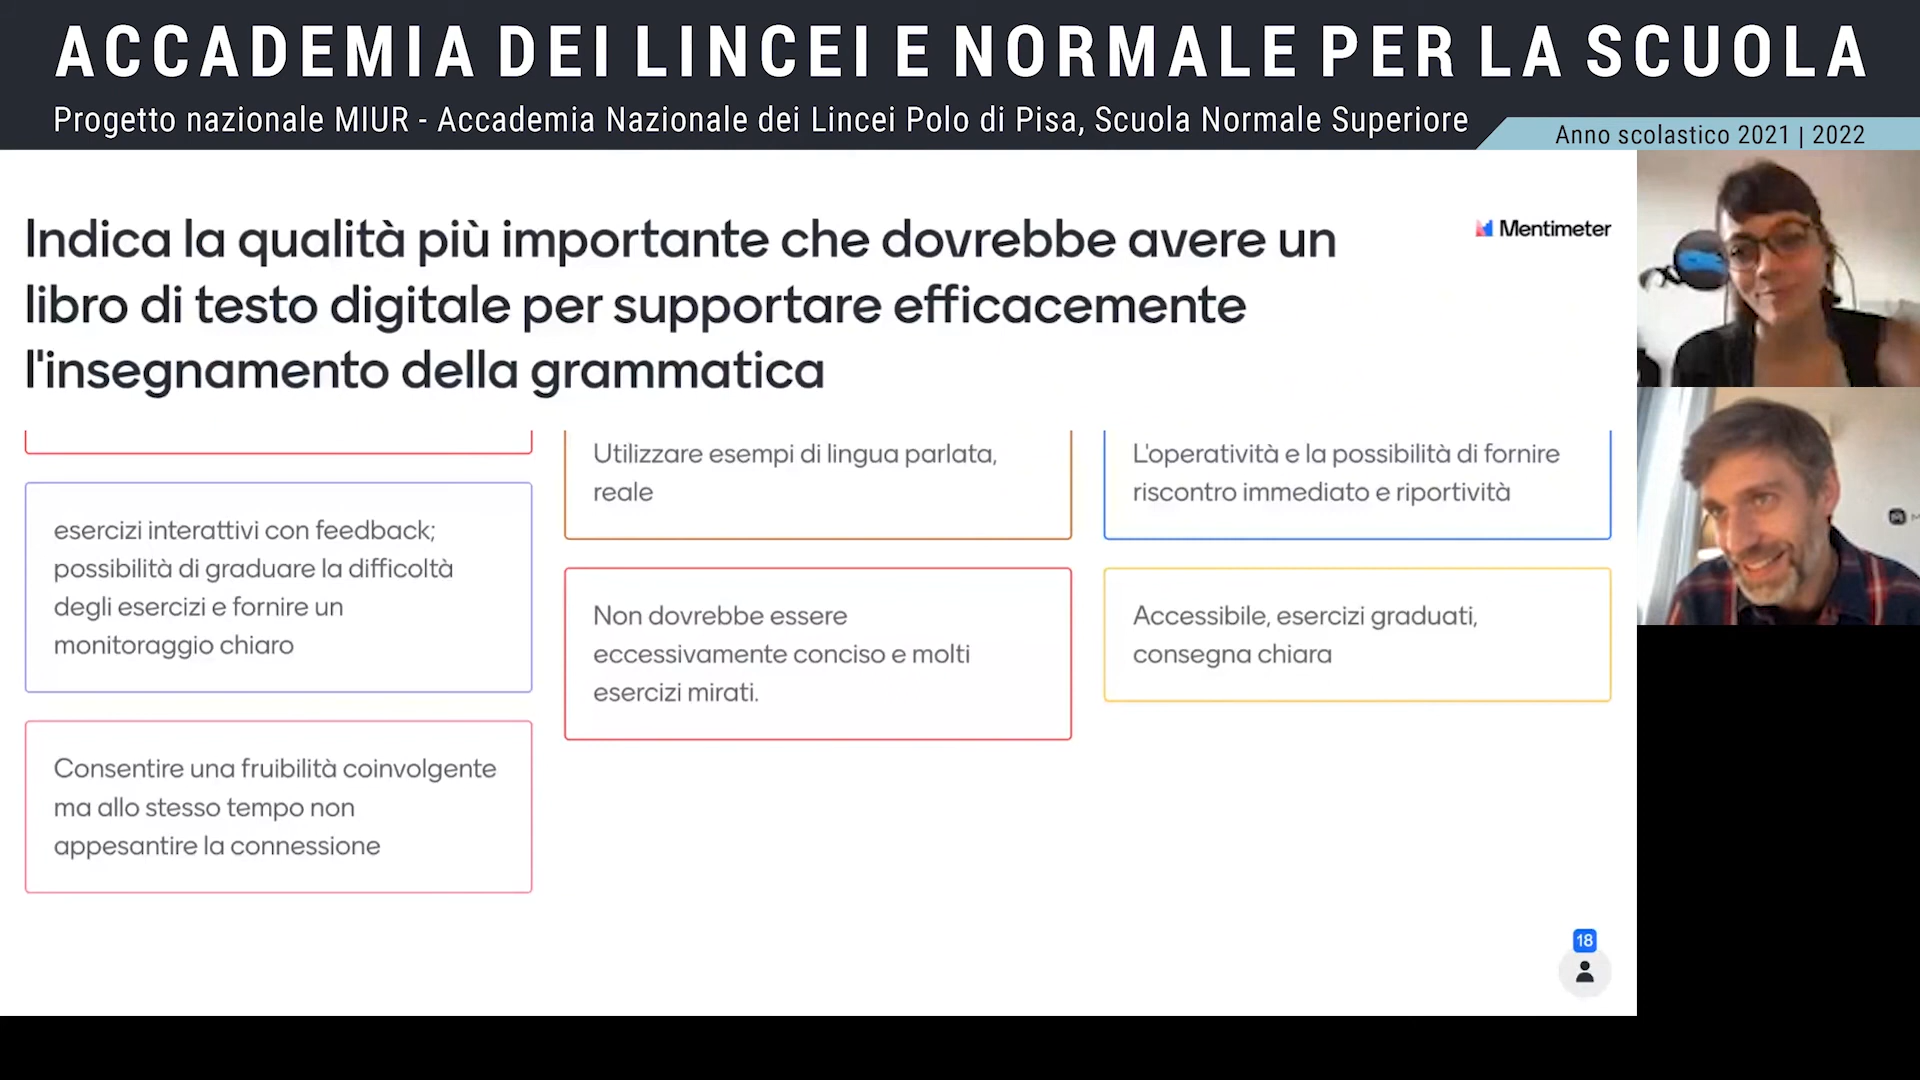 ACCADEMIA DEI LINCEI E NORMALE PER LA SCUOLA
Progetto nazionale MIUR - Accademia Nazionale dei Lincei Polo di Pisa, Scuola Normale Superiore
Anno scolastico 2021 | 2022
Indica la qualità più importante che dovrebbe avere un
libro di testo digitale per supportare efficacemente
l'insegnamento della grammatica
Mentimeter
esercizi interattivi con feedback;
possibilità di graduare la difficoltà
degli esercizi e fornire un
monitoraggio chiaro
Consentire una fruibilità coinvolgente
ma allo stesso tempo non
appesantire la connessione
Utilizzare esempi di lingua parlata,
reale
Non dovrebbe essere
eccessivamente conciso e molti
esercizi mirati.
L'operatività e la possibilità di fornire
riscontro immediato e riportività
Accessibile, esercizi graduati,
consegna chiara
18